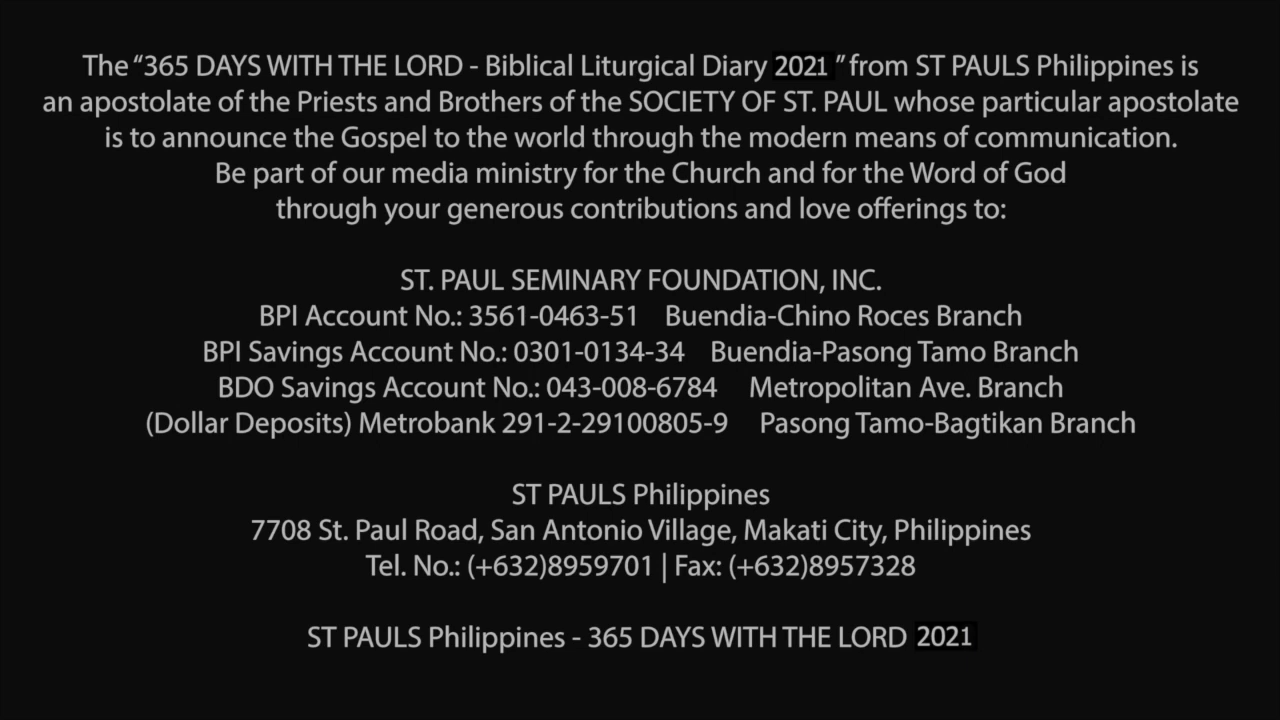 The “365 DAYS WITH THE LORD - Biblical Liturgical Diary 2021 ” from ST PAULS Philippines is
an apostolate of the Priests and Brothers of the SOCIETY OF ST. PAUL whose particular apostolate
is to announce the Gospel to the world through the modern means of communication.
Be part of our media ministry for the Church and for the Word of God
through your generous contributions and love offerings to:
ST. PAUL SEMINARY FOUNDATION, INC.
BPI Account No.: 3561-0463-51 Buendia-Chino Roces Branch
BPI Savings Account No.: 0301-0134-34 Buendia-Pasong Tamo Branch
BDO Savings Account No.: 043-008-6784 Metropolitan Ave. Branch
(Dollar Deposits) Metrobank 291-2-29100805-9 Pasong Tamo-Bagtikan Branch
ST PAULS Philippines
7708 St. Paul Road, San Antonio Village, Makati City, Philippines
Tel. No.: (+632)8959701 | Fax: (+632)8957328
ST PAULS Philippines - 365 DAYS WITH THE LORD 2021